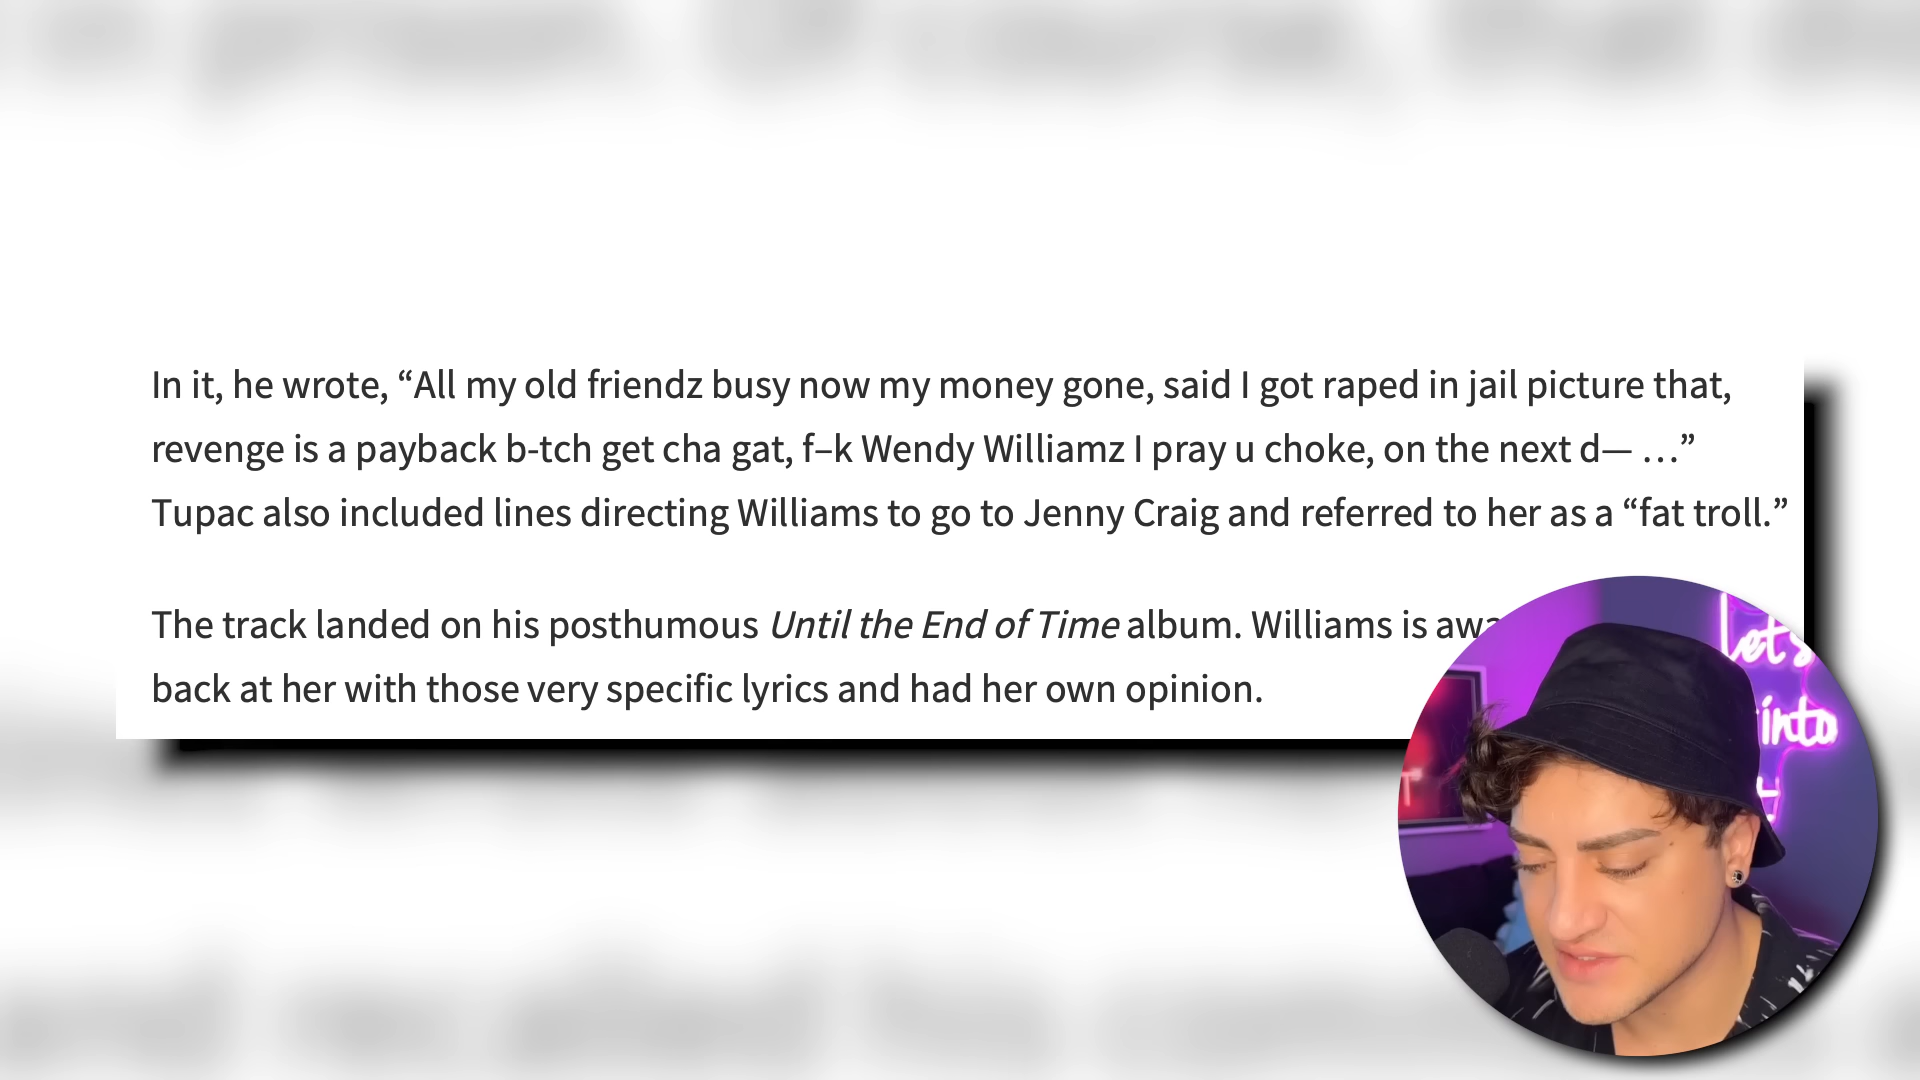 In it, he wrote, “All my old friendz busy now my money gone, said I got raped in jail picture that,
revenge is a payback b-tch get cha gat, f–k Wendy Williamz I pray u choke, on the next d— …”
Tupac also included lines directing Williams to go to Jenny Craig and referred to her as a “fat troll.”
The track landed on his posthumous Until the End of Time album. Williams is
back at her with those very specific lyrics and had her own opinion.
Let's
into